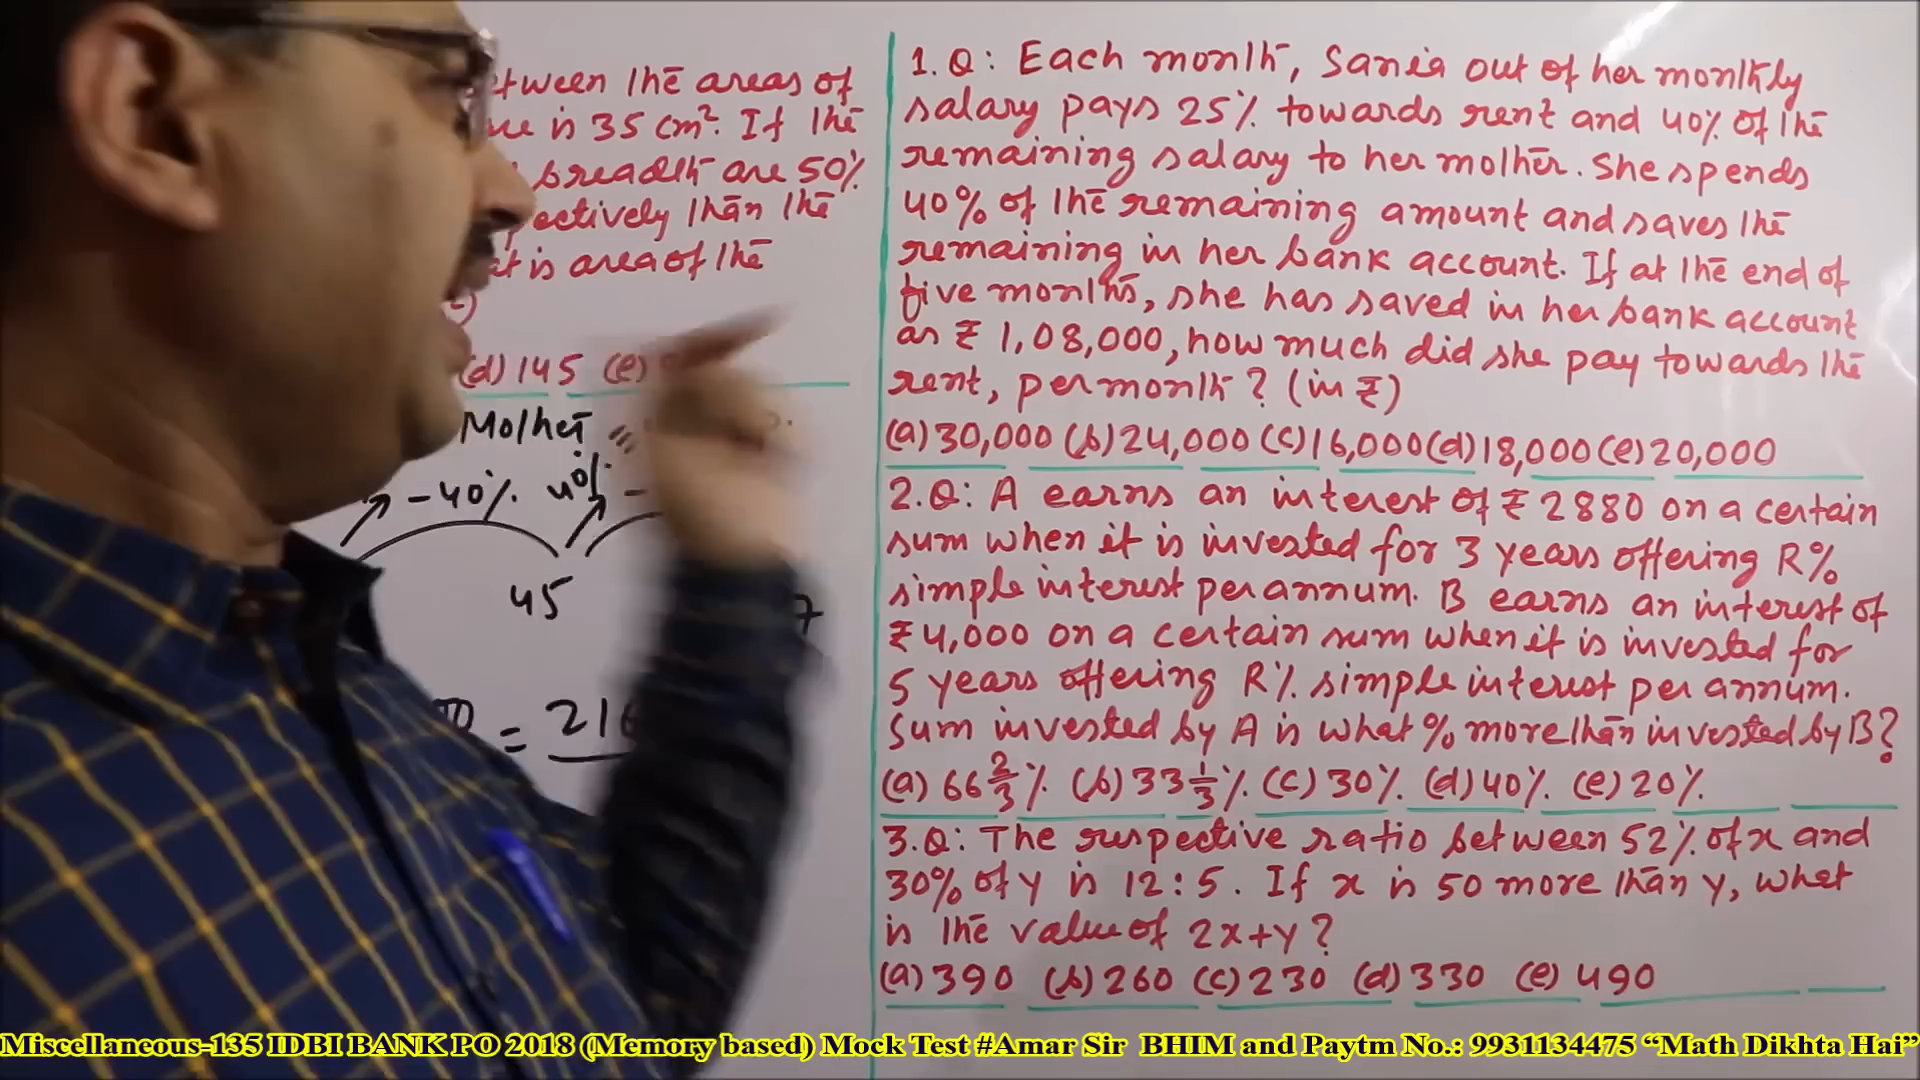 between the areas of
is 35 cm². If the
breadth are 50%
pectively than the
at is area of the
(d) 145 (e)
Mother
-40% 40% -
45
7
= 216
1.Q: Each month, Sania out of her monthly
salary pays 25% towards rent and 40% of the
remaining salary to her mother. She spends
40% of the remaining amount and saves the
remaining in her bank account. If at the end of
five months, she has saved in her bank account
as ₹ 1,08,000, how much did she pay towards the
rent, per month? (in ₹)
(a) 30,000 (b) 24,000 (c) 16,000 (d) 18,000 (e) 20,000
2.Q: A earns an interest of ₹ 2880 on a certain
sum when it is invested for 3 years offering R%
simple interest per annum. B earns an interest of
₹ 4,000 on a certain sum when it is invested for
5 years offering R% simple interest per annum.
Sum invested by A is what % more than invested by B?
(a) 66 2/3 % (b) 33 1/3 % (c) 30% (d) 40% (e) 20%
3.Q: The respective ratio between 52% of x and
30% of y is 12:5. If x is 50 more than y, what
is the value of 2x+y?
(a) 390 (b) 260 (c) 230 (d) 330 (e) 490
Miscellaneous-135 IDBI BANK PO 2018 (Memory based) Mock Test #Amar Sir BHIM and Paytm No.: 9931134475 “Math Dikhta Hai”